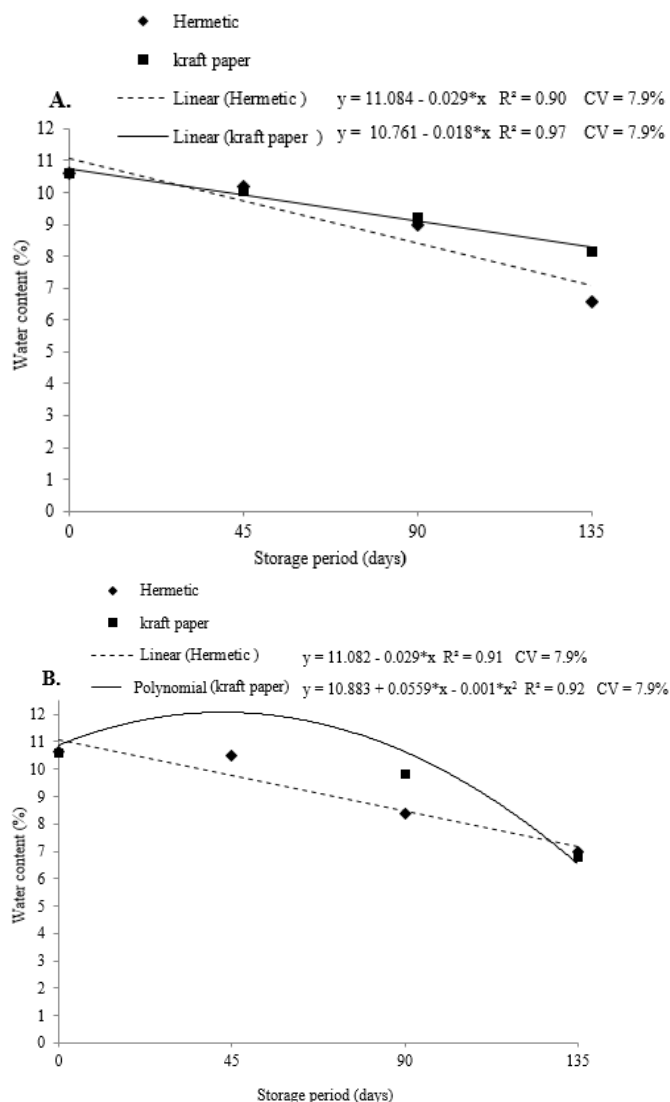 Hermetic
kraft paper
A.
Linear (Hermetic ) y = 11.084 - 0.029*x R² = 0.90 CV = 7.9%
Linear (kraft paper ) y = 10.761 - 0.018*x R² = 0.97 CV = 7.9%
Water content (%)
12
11
10
9
8
7
6
5
4
3
2
1
0
0 45 90 135
Storage period (days)
Hermetic
kraft paper
Linear (Hermetic ) y = 11.082 - 0.029*x R² = 0.91 CV = 7.9%
B.
Polynomial (kraft paper) y = 10.883 + 0.0559*x - 0.001*x² R² = 0.92 CV = 7.9%
Water content (%)
12
11
10
9
8
7
6
5
4
3
2
1
0
0 45 90 135
Storage period (days)